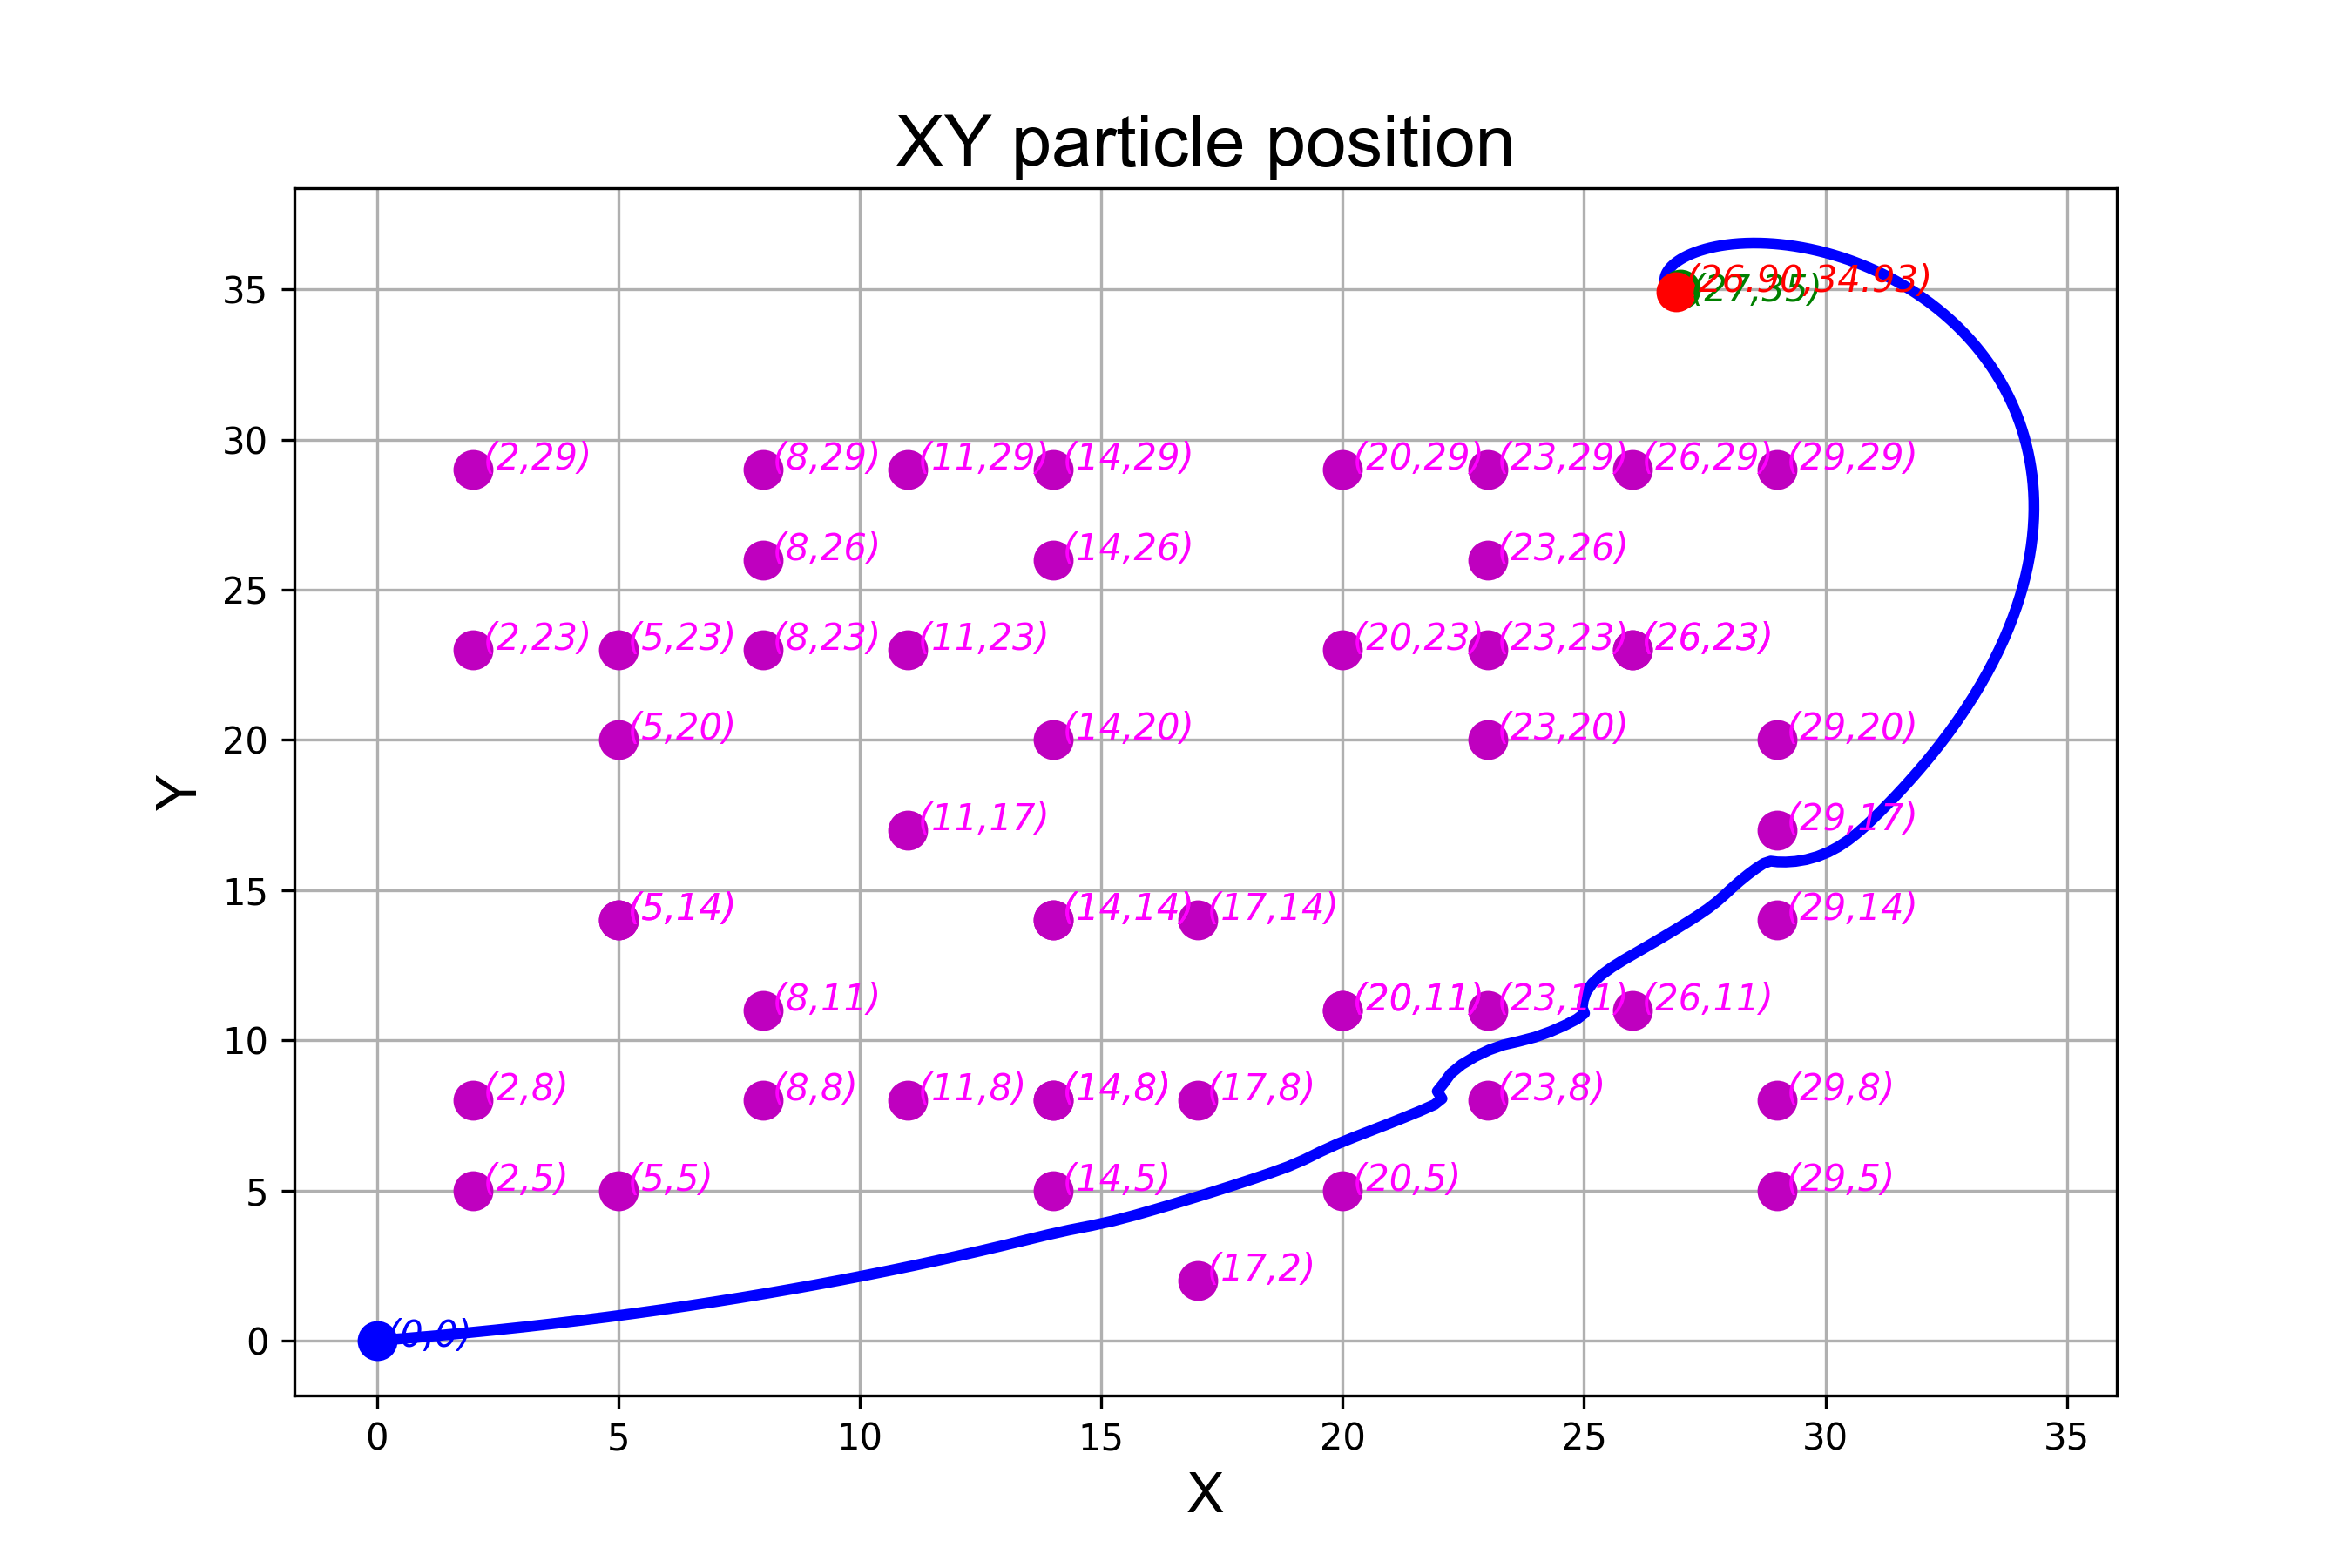 XY particle position
35
(26.90,34.93)
(27,35)
30
(2,29) (8,29) (11,29) (14,29) (20,29) (23,29) (26,29) (29,29)
(8,26) (14,26) (23,26)
25
(2,23) (5,23) (8,23) (11,23) (20,23) (23,23) (26,23)
20
(5,20) (14,20) (23,20) (29,20)
(11,17) (29,17)
Y
15
(5,14) (14,14) (17,14) (29,14)
(8,11) (20,11) (23,11) (26,11)
10
(2,8) (8,8) (11,8) (14,8) (17,8) (23,8) (29,8)
5
(2,5) (5,5) (14,5) (20,5) (29,5)
(17,2)
0
(0,0)
0 5 10 15 20 25 30 35
X